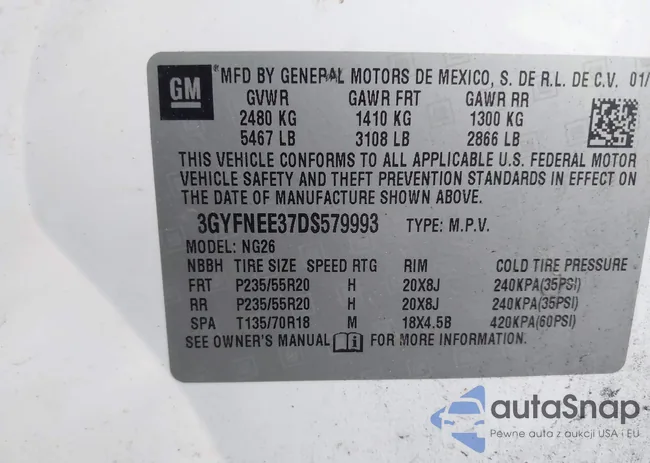 GM
MFD BY GENERAL MOTORS DE MEXICO, S. DE R.L. DE C.V. 01/
GVWR GAWR FRT GAWR RR
2480 KG 1410 KG 1300 KG
5467 LB 3108 LB 2866 LB
THIS VEHICLE CONFORMS TO ALL APPLICABLE U.S. FEDERAL MOTOR
VEHICLE SAFETY AND THEFT PREVENTION STANDARDS IN EFFECT ON
THE DATE OF MANUFACTURE SHOWN ABOVE.
3GYFNEE37DS579993 TYPE: M.P.V.
MODEL: NG26
NBBH TIRE SIZE SPEED RTG RIM COLD TIRE PRESSURE
FRT P235/55R20 H 20X8J 240KPA(35PSI)
RR P235/55R20 H 20X8J 240KPA(35PSI)
SPA T135/70R18 M 18X4.5B 420KPA(60PSI)
SEE OWNER'S MANUAL FOR MORE INFORMATION.
autoSnap
Pewne auta z aukcji USA i EU